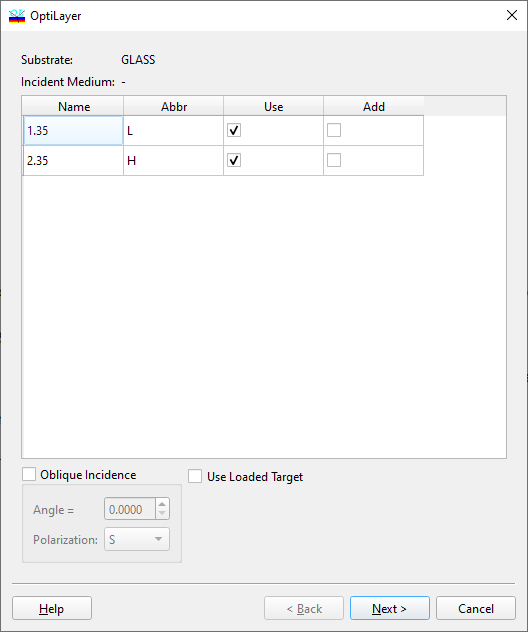 OptiLayer
Substrate: GLASS
Incident Medium: -
Name Abbr Use Add
1.35 L
2.35 H
Oblique Incidence Use Loaded Target
Angle = 0.0000
Polarization: S
Help < Back Next > Cancel